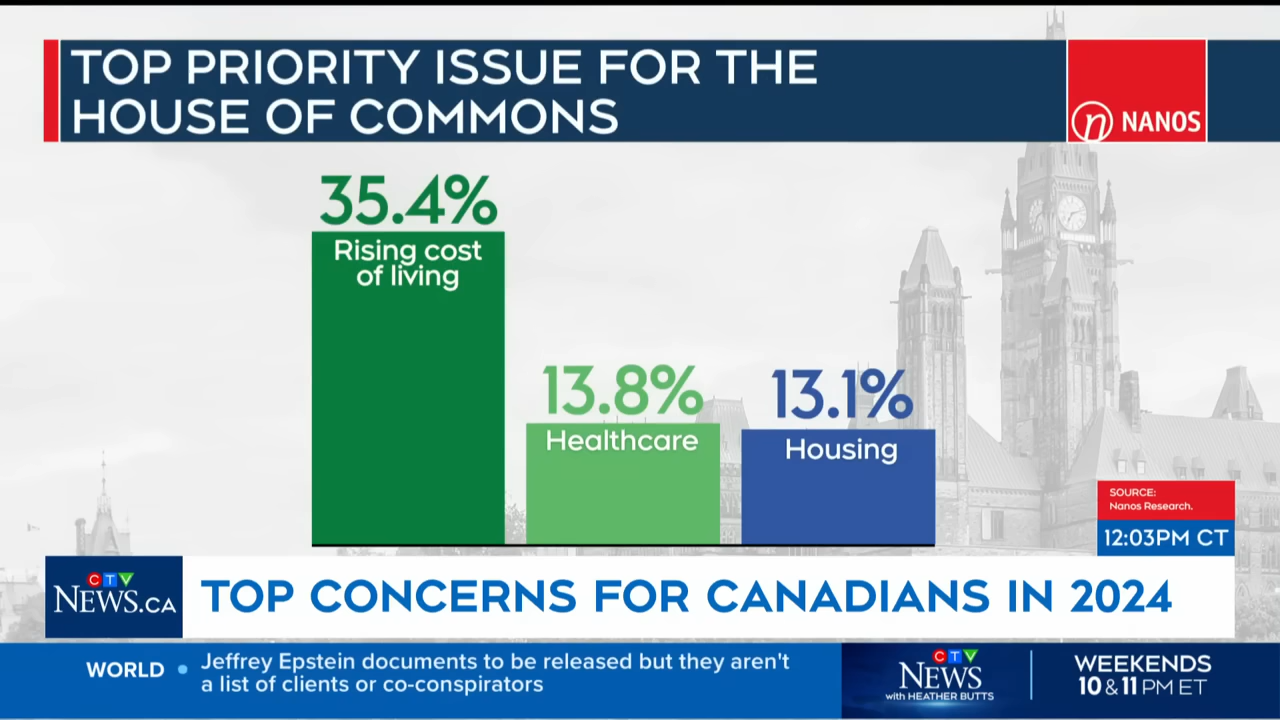 TOP PRIORITY ISSUE FOR THE
HOUSE OF COMMONS
n NANOS
35.4%
Rising cost
of living
13.8%
Healthcare
13.1%
Housing
SOURCE:
Nanos Research.
12:03PM CT
CTV
NEWS.CA
TOP CONCERNS FOR CANADIANS IN 2024
WORLD • Jeffrey Epstein documents to be released but they aren't
a list of clients or co-conspirators
CTV
NEWS
with HEATHER BUTTS
WEEKENDS
10 & 11 PM ET